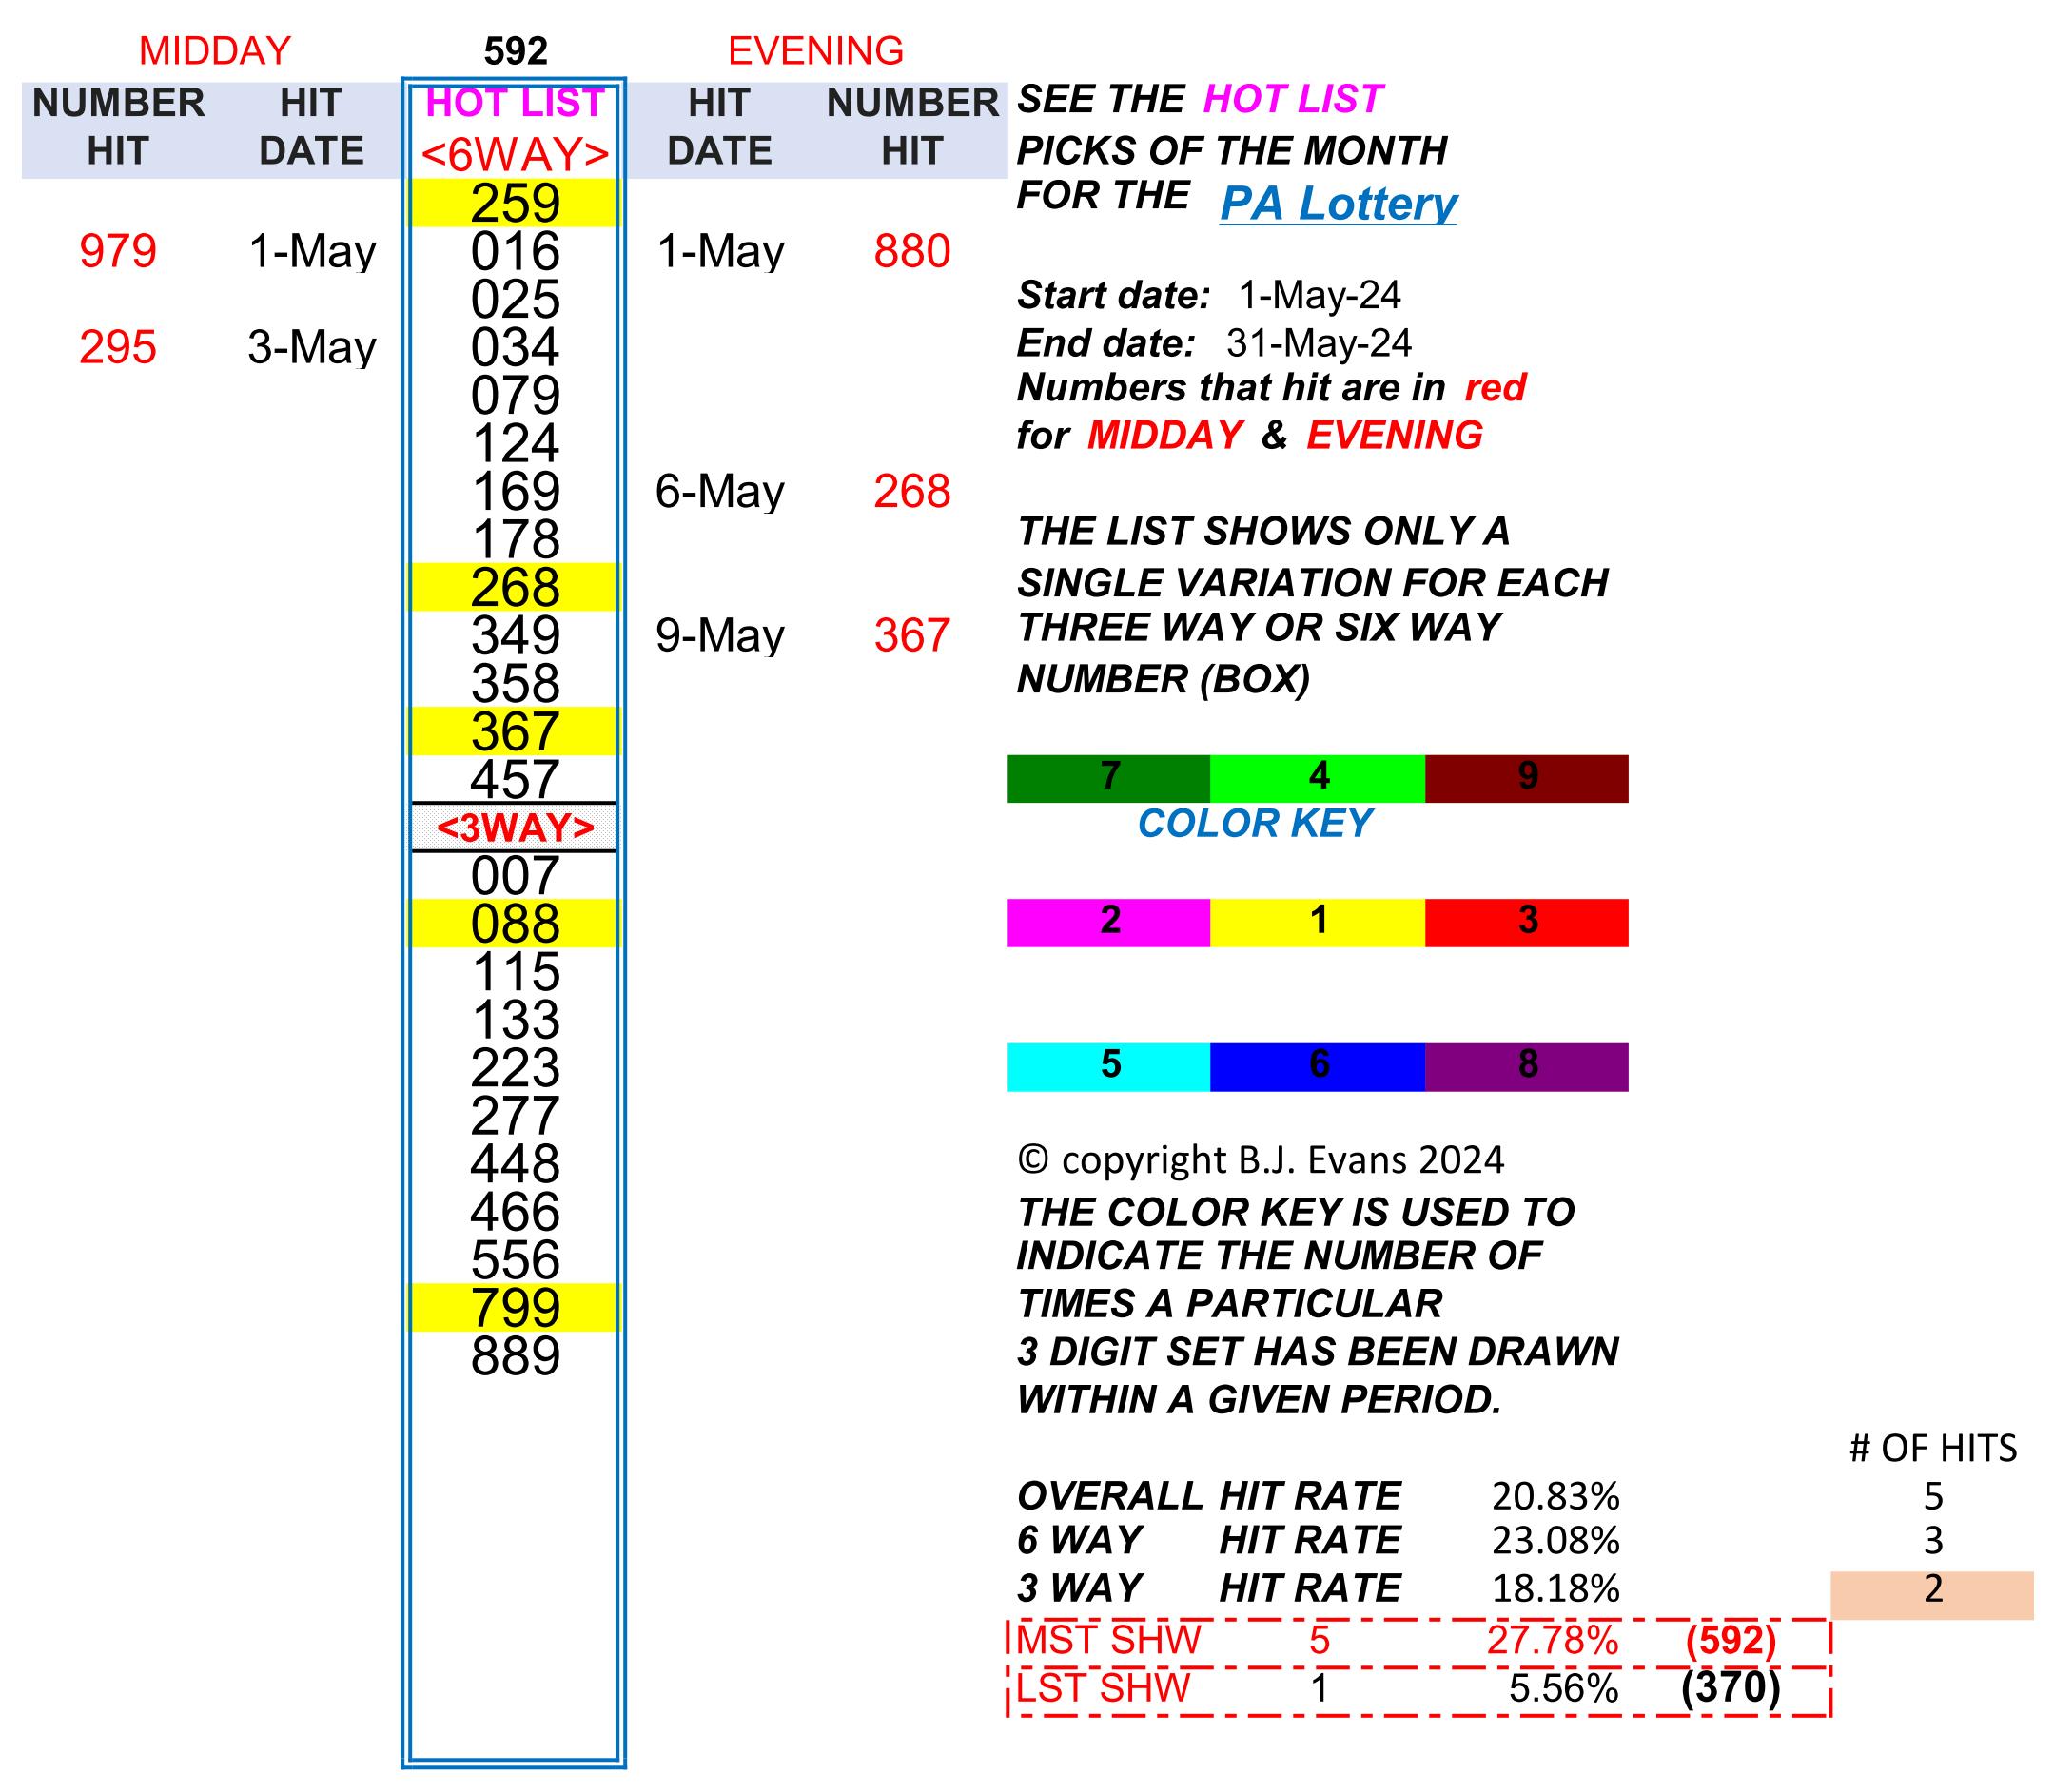 MIDDAY 592 EVENING
NUMBER HIT HOT LIST HIT NUMBER
HIT DATE <6WAY> DATE HIT
259
979 1-May 016 1-May 880
025
295 3-May 034
079
124
169 6-May 268
178
268
349 9-May 367
358
367
457
<3WAY>
007
088
115
133
223
277
448
466
556
799
889
SEE THE HOT LIST
PICKS OF THE MONTH
FOR THE PA Lottery
Start date: 1-May-24
End date: 31-May-24
Numbers that hit are in red
for MIDDAY & EVENING
THE LIST SHOWS ONLY A
SINGLE VARIATION FOR EACH
THREE WAY OR SIX WAY
NUMBER (BOX)
7 4 9
COLOR KEY
2 1 3
5 6 8
© copyright B.J. Evans 2024
THE COLOR KEY IS USED TO
INDICATE THE NUMBER OF
TIMES A PARTICULAR
3 DIGIT SET HAS BEEN DRAWN
WITHIN A GIVEN PERIOD.
# OF HITS
OVERALL HIT RATE 20.83% 5
6 WAY HIT RATE 23.08% 3
3 WAY HIT RATE 18.18% 2
MST SHW 5 27.78% (592)
LST SHW 1 5.56% (370)